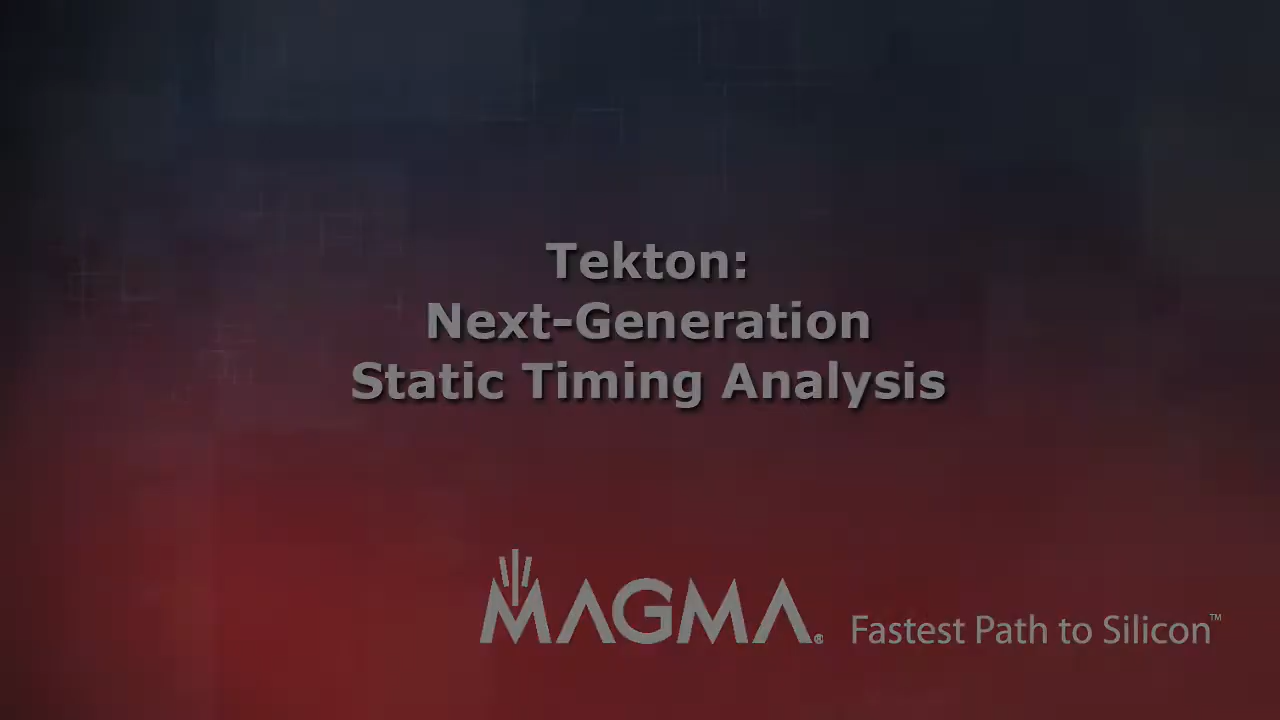 Tekton:
Next-Generation
Static Timing Analysis
MAGMA® Fastest Path to Silicon™